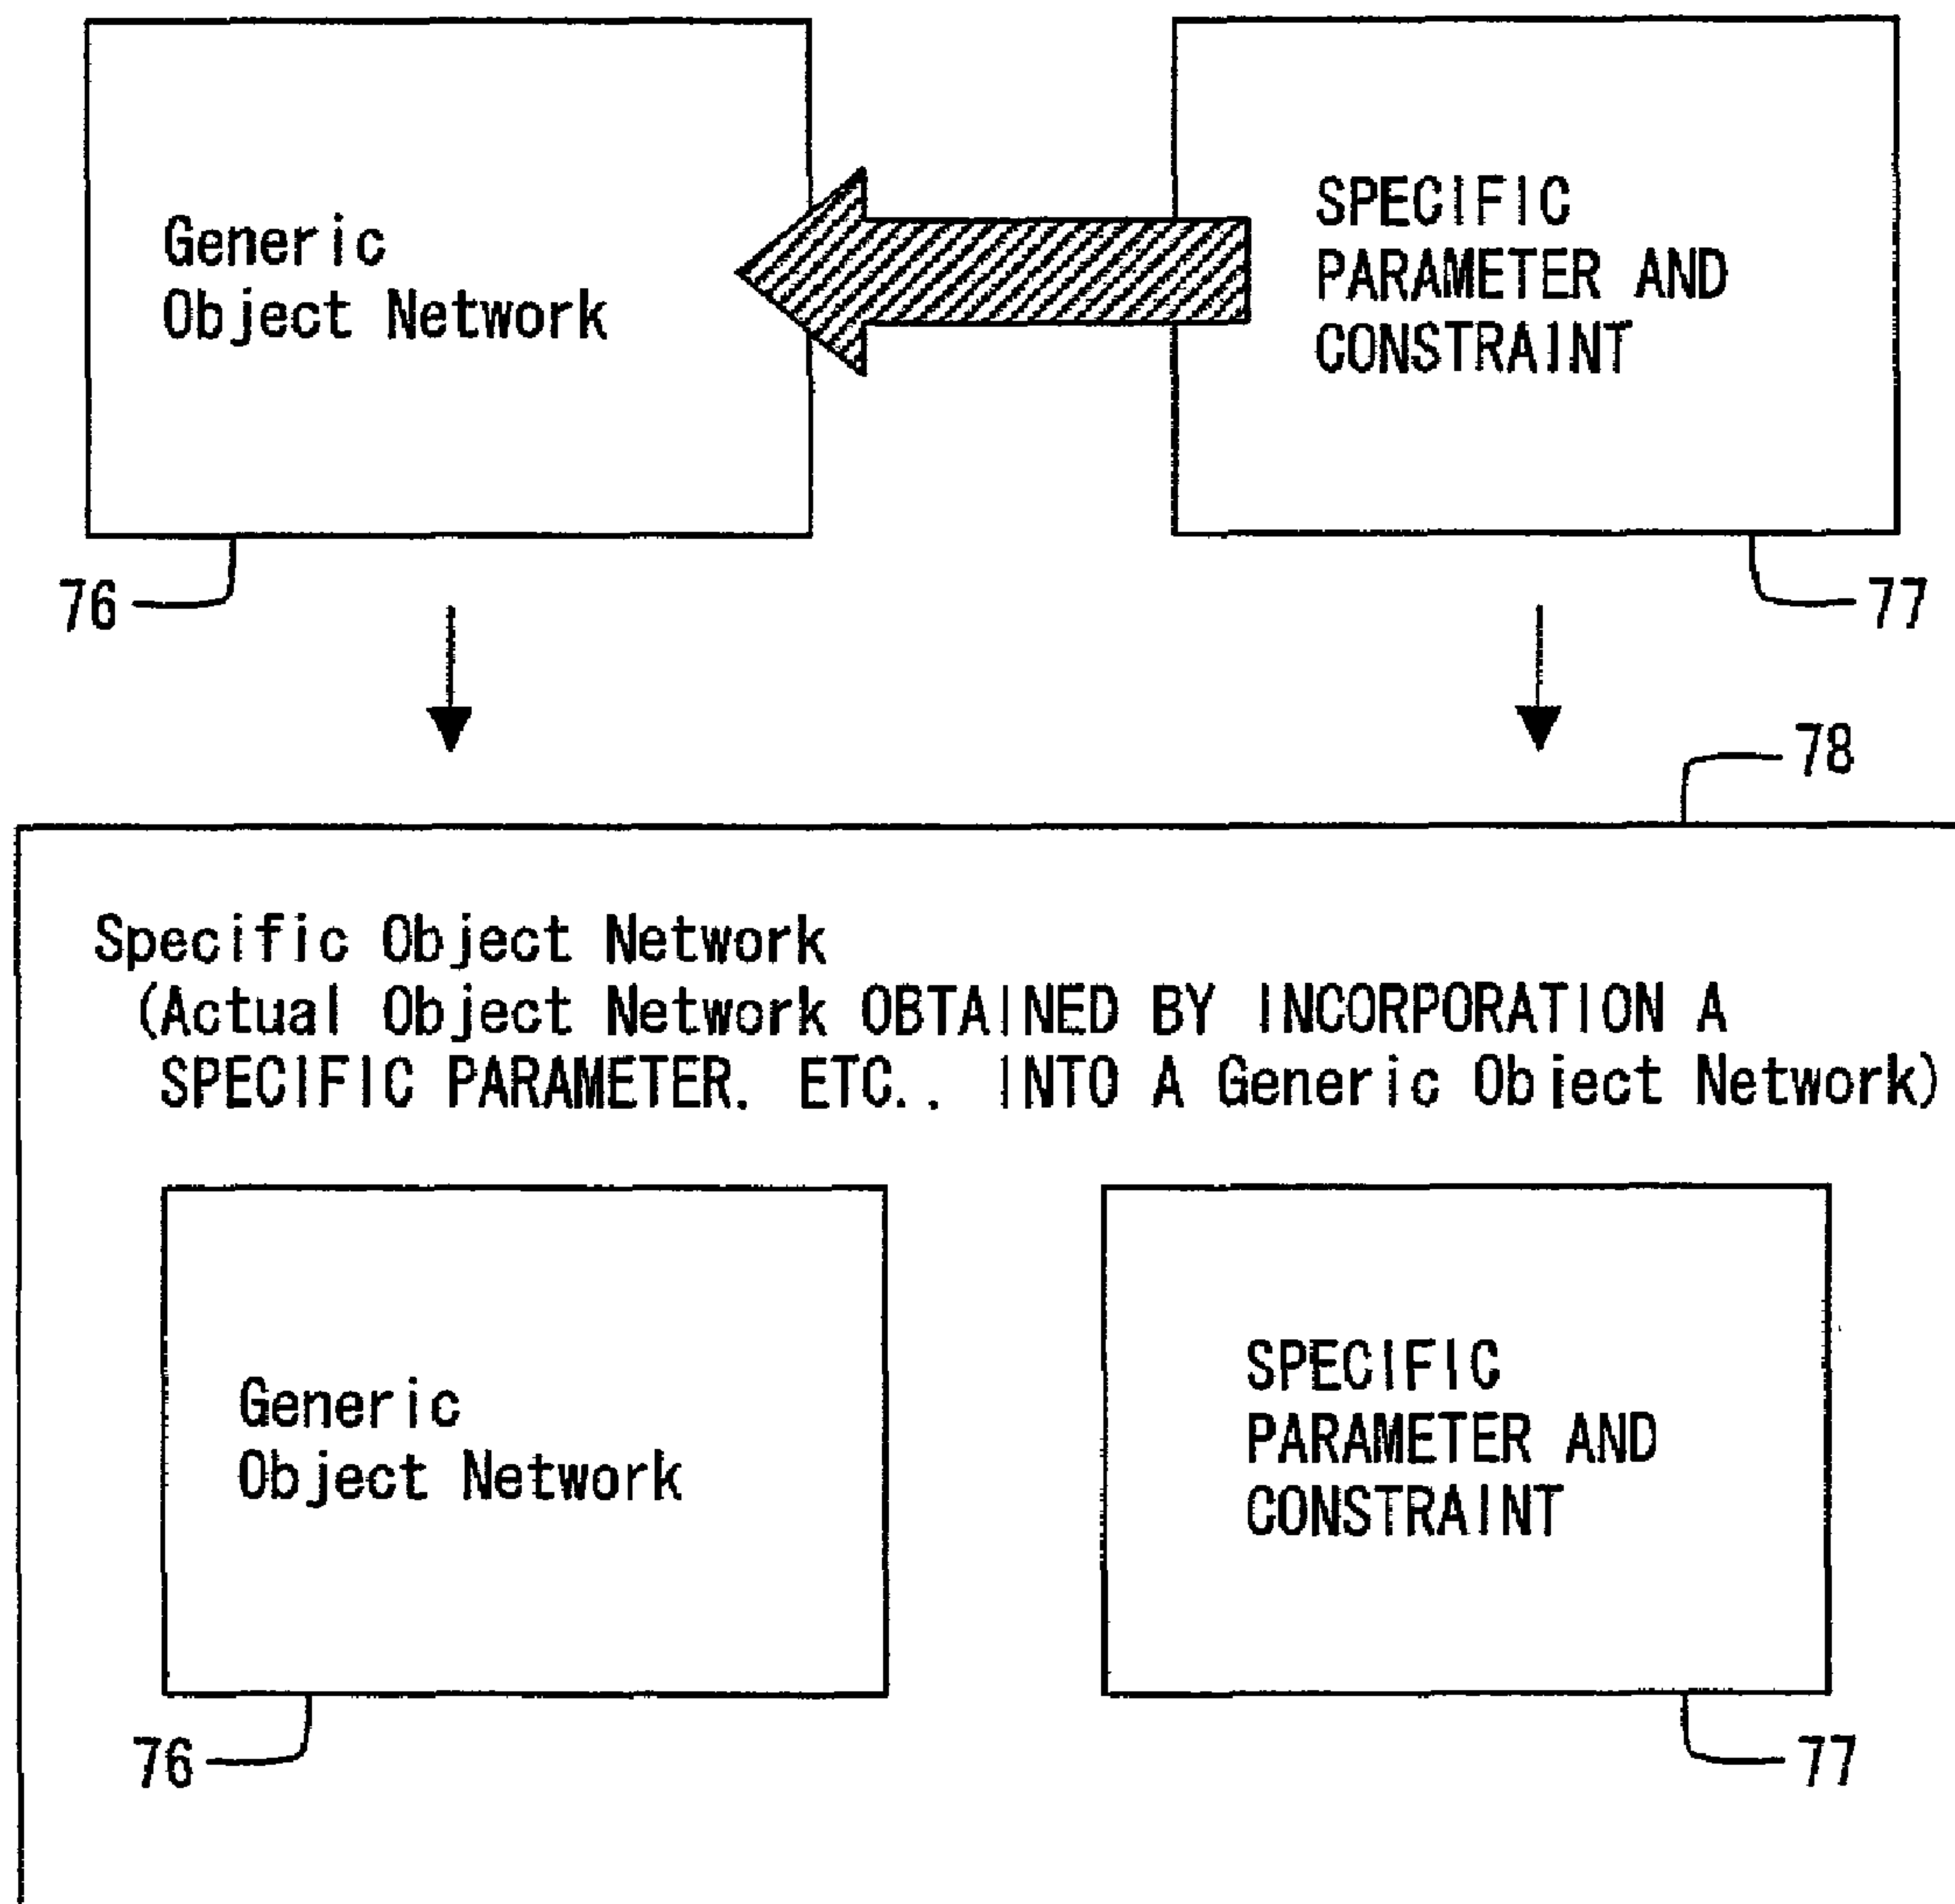 Generic
Object Network
SPECIFIC
PARAMETER AND
CONSTRAINT
76
77
78
Specific Object Network
(Actual Object Network OBTAINED BY INCORPORATION A
SPECIFIC PARAMETER. ETC.. INTO A Generic Object Network)
Generic
Object Network
SPECIFIC
PARAMETER AND
CONSTRAINT
76
77